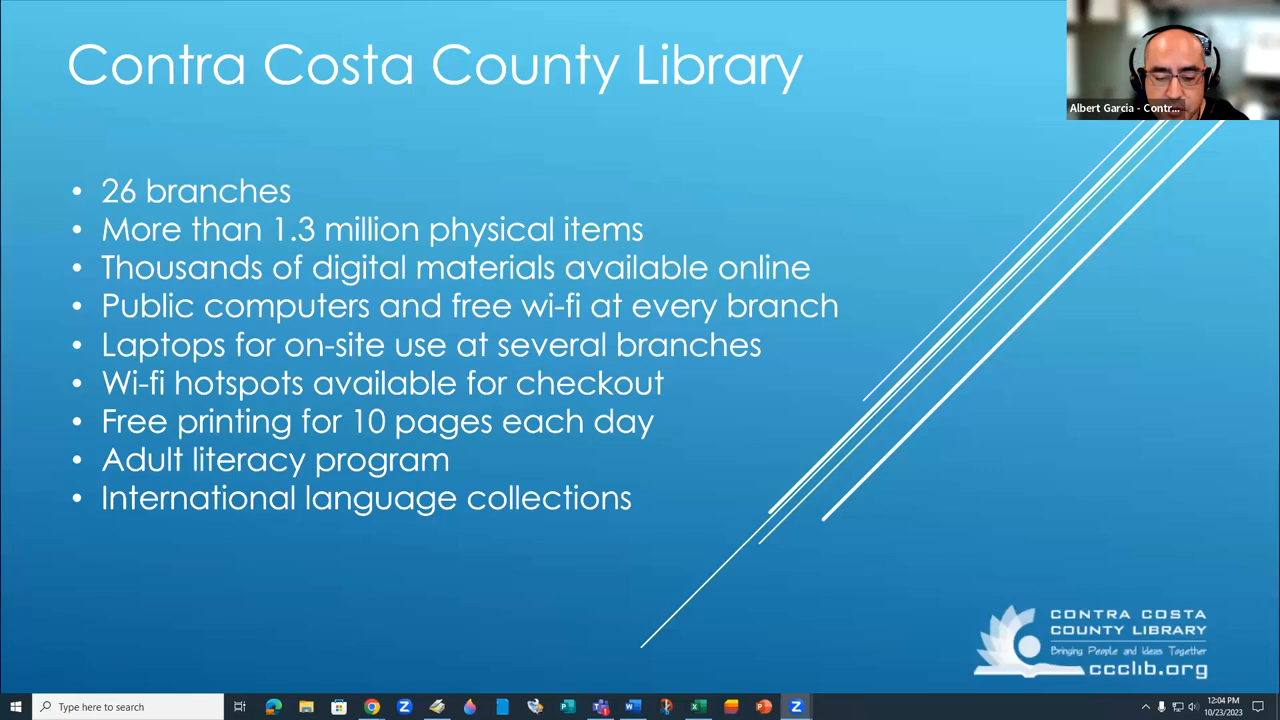 Contra Costa County Library
Albert Garcia - Contr...
• 26 branches
• More than 1.3 million physical items
• Thousands of digital materials available online
• Public computers and free wi-fi at every branch
• Laptops for on-site use at several branches
• Wi-fi hotspots available for checkout
• Free printing for 10 pages each day
• Adult literacy program
• International language collections
CONTRA COSTA
COUNTY LIBRARY
Bringing People and Ideas Together
ccclib.org
Type here to search
12:04 PM
10/23/2023